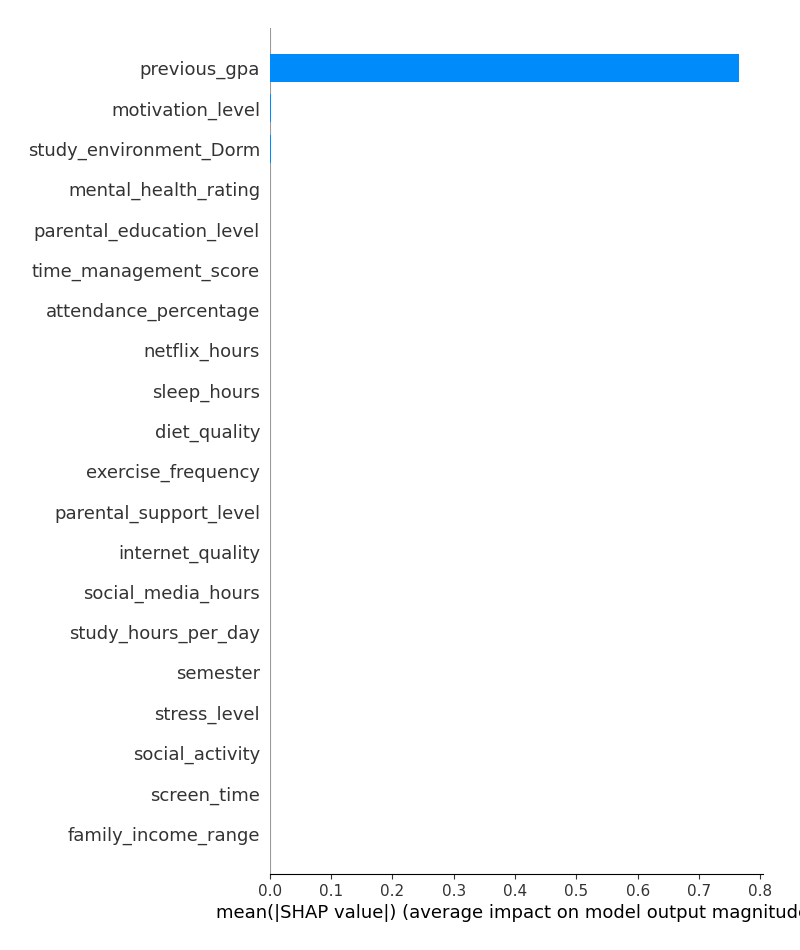 previous_gpa
motivation_level
study_environment_Dorm
mental_health_rating
parental_education_level
time_management_score
attendance_percentage
netflix_hours
sleep_hours
diet_quality
exercise_frequency
parental_support_level
internet_quality
social_media_hours
study_hours_per_day
semester
stress_level
social_activity
screen_time
family_income_range
0.0 0.1 0.2 0.3 0.4 0.5 0.6 0.7 0.8
mean(|SHAP value|) (average impact on model output magnitude